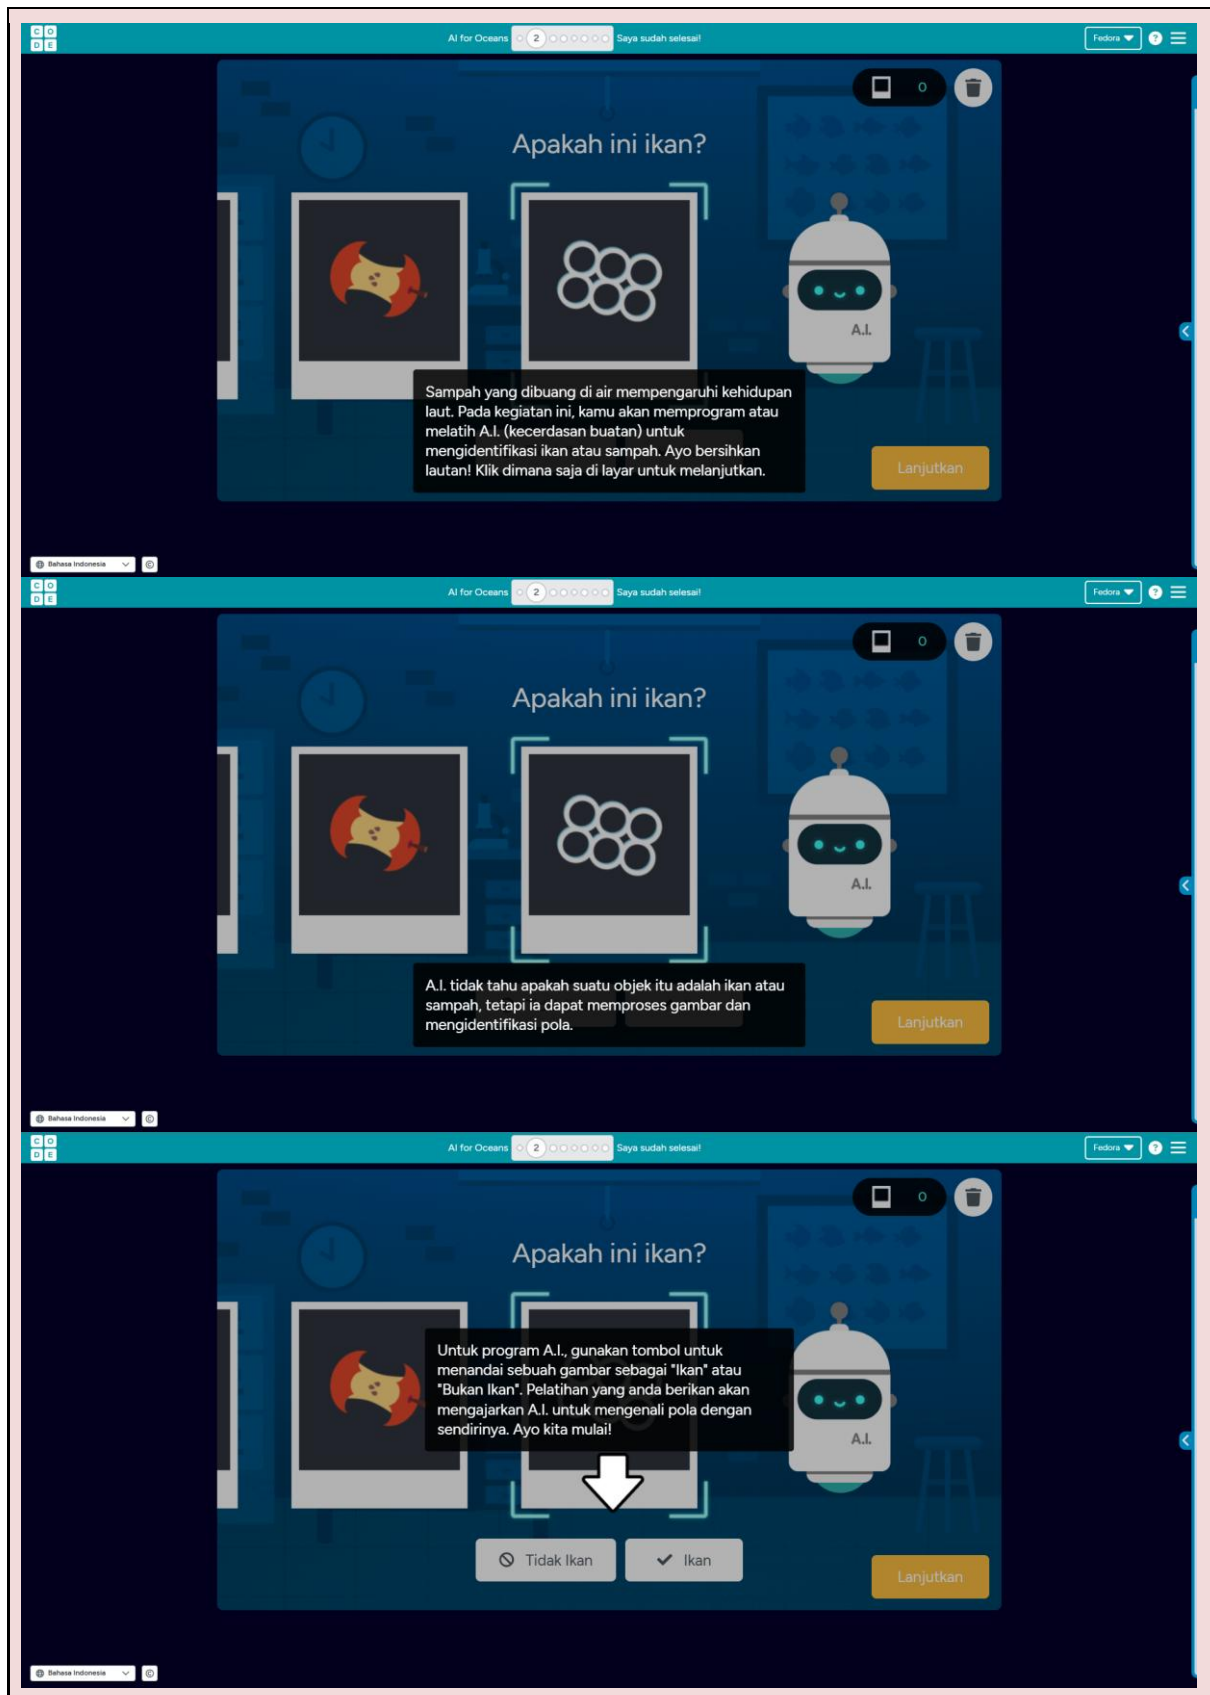 CO
DE
AI for Oceans
2
Saya sudah selesai!
Fedora
?
0
Apakah ini ikan?
A.I.
Sampah yang dibuang di air mempengaruhi kehidupan
laut. Pada kegiatan ini, kamu akan memprogram atau
melatih A.I. (kecerdasan buatan) untuk
mengidentifikasi ikan atau sampah. Ayo bersihkan
lautan! Klik dimana saja di layar untuk melanjutkan.
Lanjutkan
Bahasa Indonesia
©
CO
DE
AI for Oceans
2
Saya sudah selesai!
Fedora
?
0
Apakah ini ikan?
A.I.
A.I. tidak tahu apakah suatu objek itu adalah ikan atau
sampah, tetapi ia dapat memproses gambar dan
mengidentifikasi pola.
Lanjutkan
Bahasa Indonesia
©
CO
DE
AI for Oceans
2
Saya sudah selesai!
Fedora
?
0
Apakah ini ikan?
Untuk program A.I., gunakan tombol untuk
menandai sebuah gambar sebagai "Ikan" atau
"Bukan Ikan". Pelatihan yang anda berikan akan
mengajarkan A.I. untuk mengenali pola dengan
sendirinya. Ayo kita mulai!
A.I.
Tidak Ikan
Ikan
Lanjutkan
Bahasa Indonesia
©